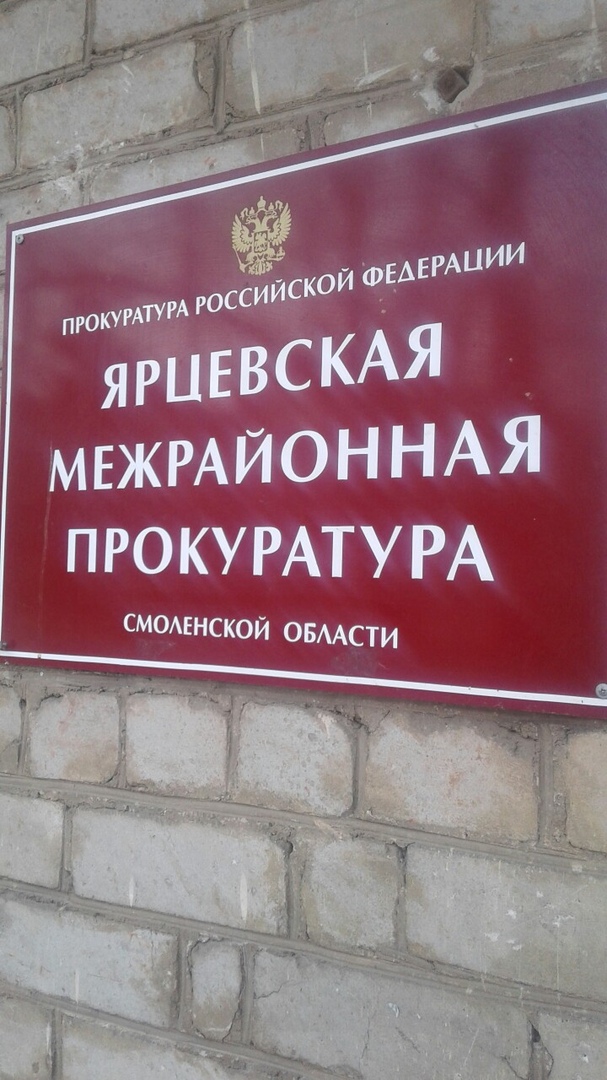 ПРОКУРАТУРА РОССИЙСКОЙ ФЕДЕРАЦИИ
ЯРЦЕВСКАЯ
МЕЖРАЙОННАЯ
ПРОКУРАТУРА
СМОЛЕНСКОЙ ОБЛАСТИ